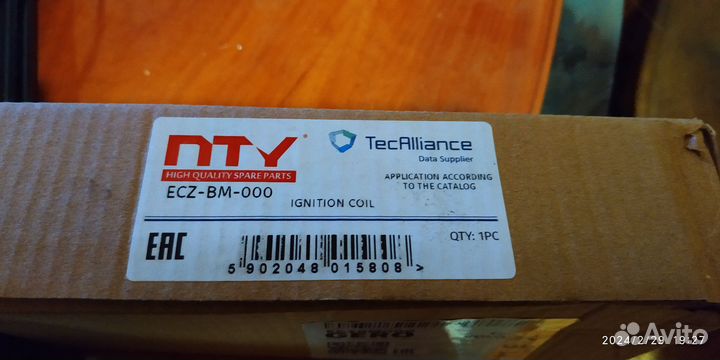 NTY ®
HIGH QUALITY SPARE PARTS
ECZ-BM-000
TecAlliance
Data Supplier
APPLICATION ACCORDING
TO THE CATALOG
IGNITION COIL
EAC
5 902048 015808 >
QTY: 1PC
Avito
2024/2/29 19:27